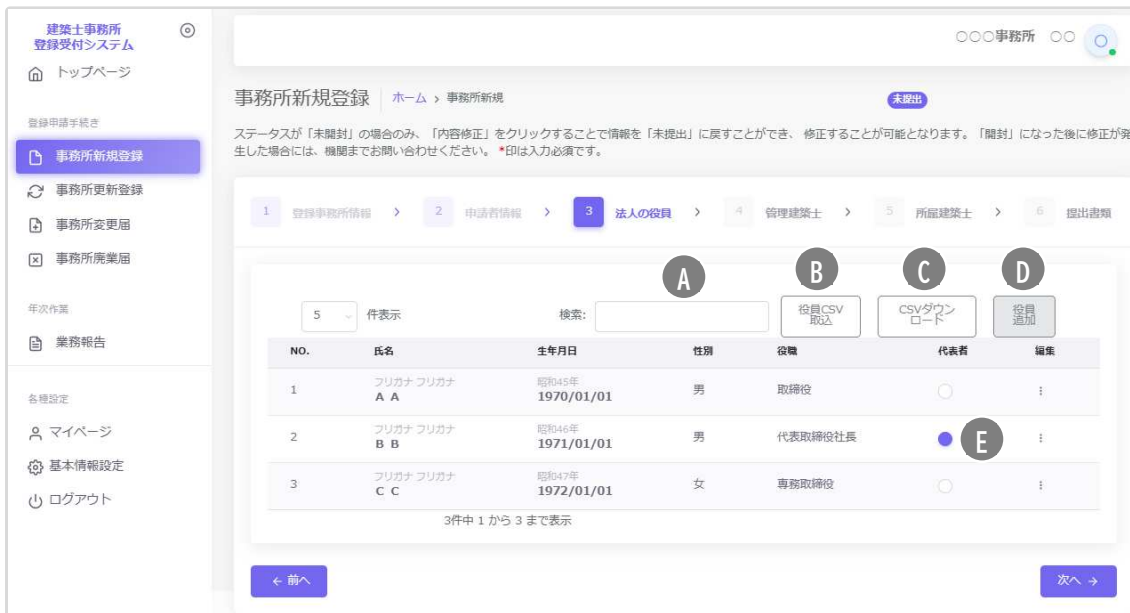 建築士事務所
登録受付システム
トップページ
登録申請手続き
事務所新規登録
事務所更新登録
事務所変更届
事務所廃業届
年次作業
業務報告
各種設定
マイページ
基本情報設定
ログアウト
○○○事務所 ○○ ○
事務所新規登録 ホーム › 事務所新規 未提出
ステータスが「未開封」の場合のみ、「内容修正」をクリックすることで情報を「未提出」に戻すことができ、 修正することが可能となります。「開封」になった後に修正が発
生した場合には、機関までお問い合わせください。 *印は入力必須です。
1 登録事務所情報 › 2 申請者情報 › 3 法人の役員 › 4 管理建築士 › 5 所属建築士 › 6 提出書類
A B C D
5 件表示 検索:
役員CSV
取込
CSVダウン
ロード
役員
追加
NO. 氏名 生年月日 性別 役職 代表者 編集
フリガナ フリガナ 昭和45年
1 A A 1970/01/01 男 取締役
フリガナ フリガナ 昭和46年
2 B B 1971/01/01 男 代表取締役社長 E
フリガナ フリガナ 昭和47年
3 C C 1972/01/01 女 専務取締役
3件中 1 から 3 まで表示
← 前へ 次へ →